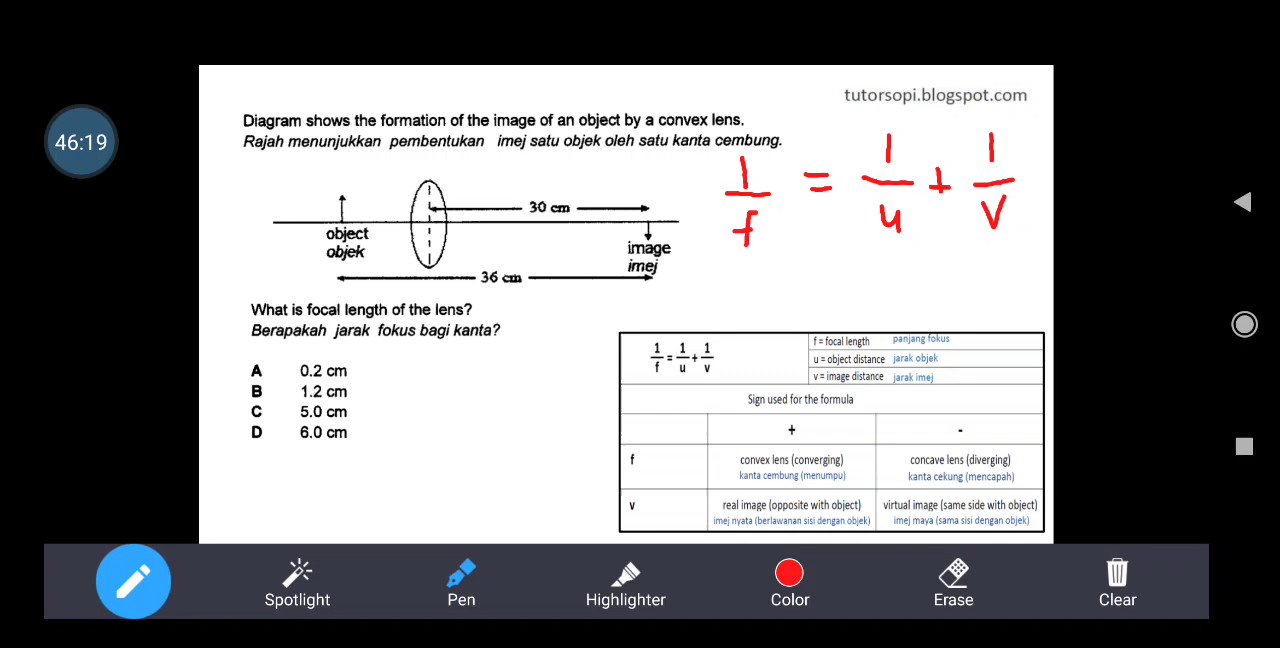 46:19
tutorsopi.blogspot.com
Diagram shows the formation of the image of an object by a convex lens.
Rajah menunjukkan pembentukan imej satu objek oleh satu kanta cembung.
1/f = 1/u + 1/v
30 cm
object
objek
image
imej
36 cm
What is focal length of the lens?
Berapakah jarak fokus bagi kanta?
A 0.2 cm
B 1.2 cm
C 5.0 cm
D 6.0 cm
1/f = 1/u + 1/v
f = focal length panjang fokus
u = object distance jarak objek
v = image distance jarak imej
Sign used for the formula
+ -
f convex lens (converging) concave lens (diverging)
kanta cembung (menumpu) kanta cekung (mencapah)
v real image (opposite with object) virtual image (same side with object)
imej nyata (berlawanan sisi dengan objek) imej maya (sama sisi dengan objek)
Spotlight Pen Highlighter Color Erase Clear